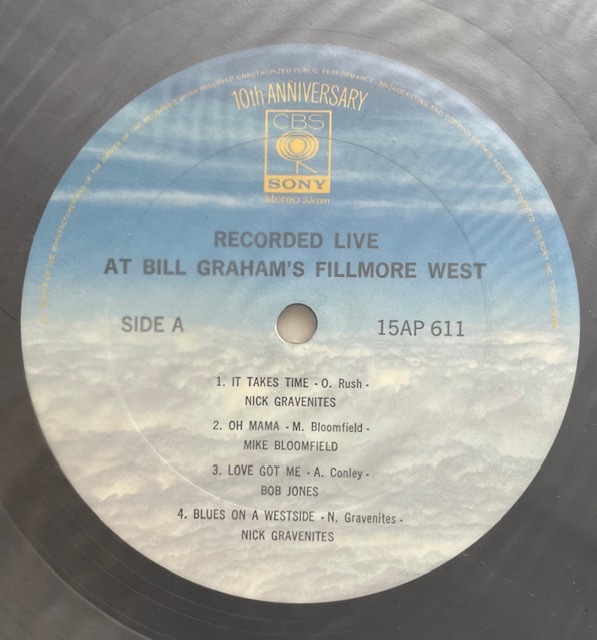 10th ANNIVERSARY
CBS
SONY
Stereo 33rpm
RECORDED LIVE
AT BILL GRAHAM'S FILLMORE WEST
SIDE A 15AP 611
1. IT TAKES TIME - O. Rush -
NICK GRAVENITES
2. OH MAMA - M. Bloomfield -
MIKE BLOOMFIELD
3. LOVE GOT ME - A. Conley -
BOB JONES
4. BLUES ON A WESTSIDE - N. Gravenites -
NICK GRAVENITES